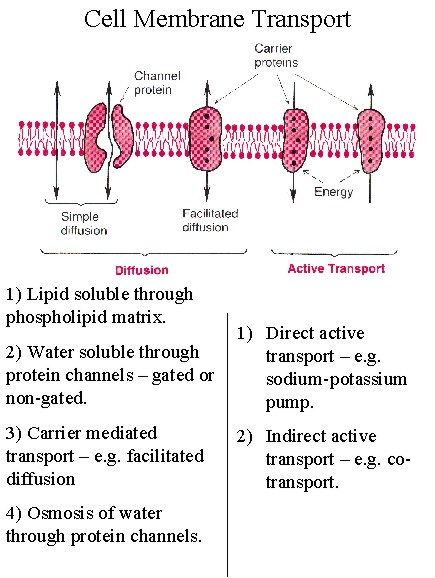 Cell Membrane Transport
Channel
protein
Carrier
proteins
Simple
diffusion
Facilitated
diffusion
Energy
Diffusion
Active Transport
1) Lipid soluble through
phospholipid matrix.
2) Water soluble through
protein channels – gated or
non-gated.
3) Carrier mediated
transport – e.g. facilitated
diffusion
4) Osmosis of water
through protein channels.
1) Direct active
transport – e.g.
sodium-potassium
pump.
2) Indirect active
transport – e.g. co-
transport.